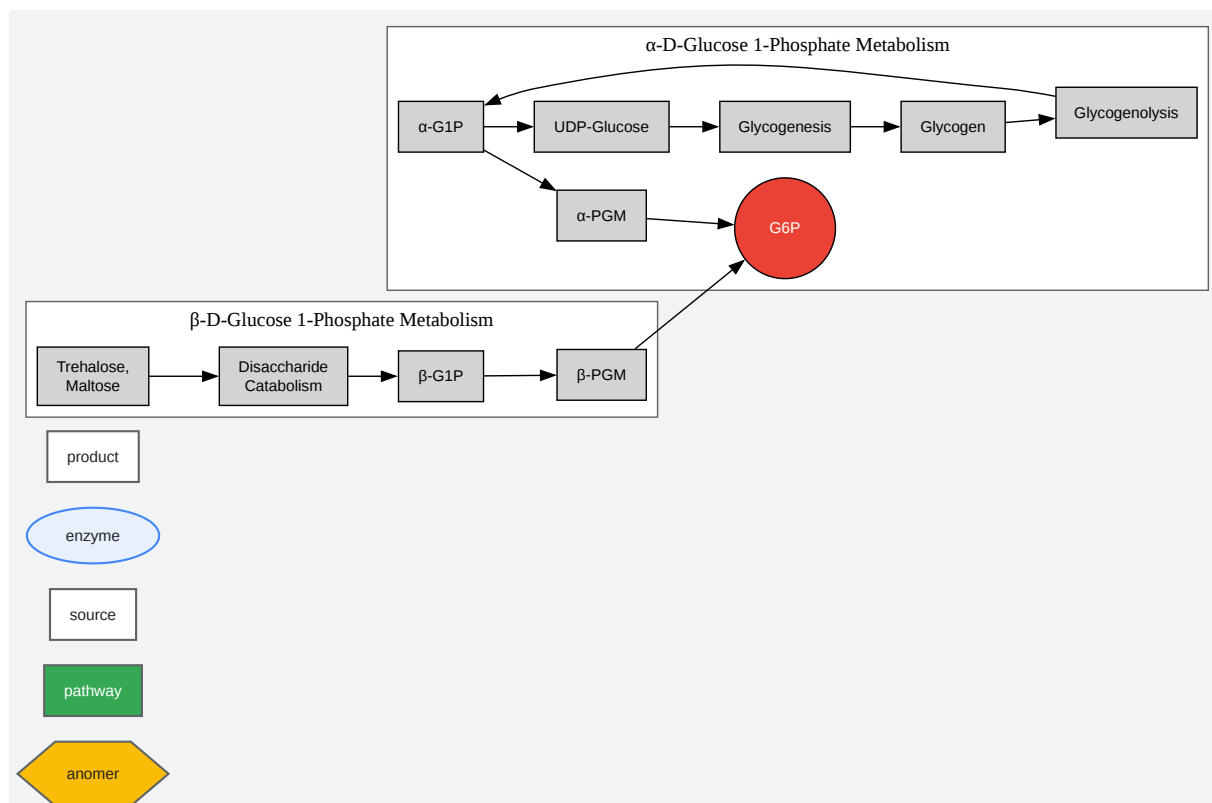 α-D-Glucose 1-Phosphate Metabolism
α-G1P
UDP-Glucose
Glycogenesis
Glycogen
Glycogenolysis
α-PGM
G6P
β-D-Glucose 1-Phosphate Metabolism
Trehalose,
Maltose
Disaccharide
Catabolism
β-G1P
β-PGM
product
enzyme
source
pathway
anomer